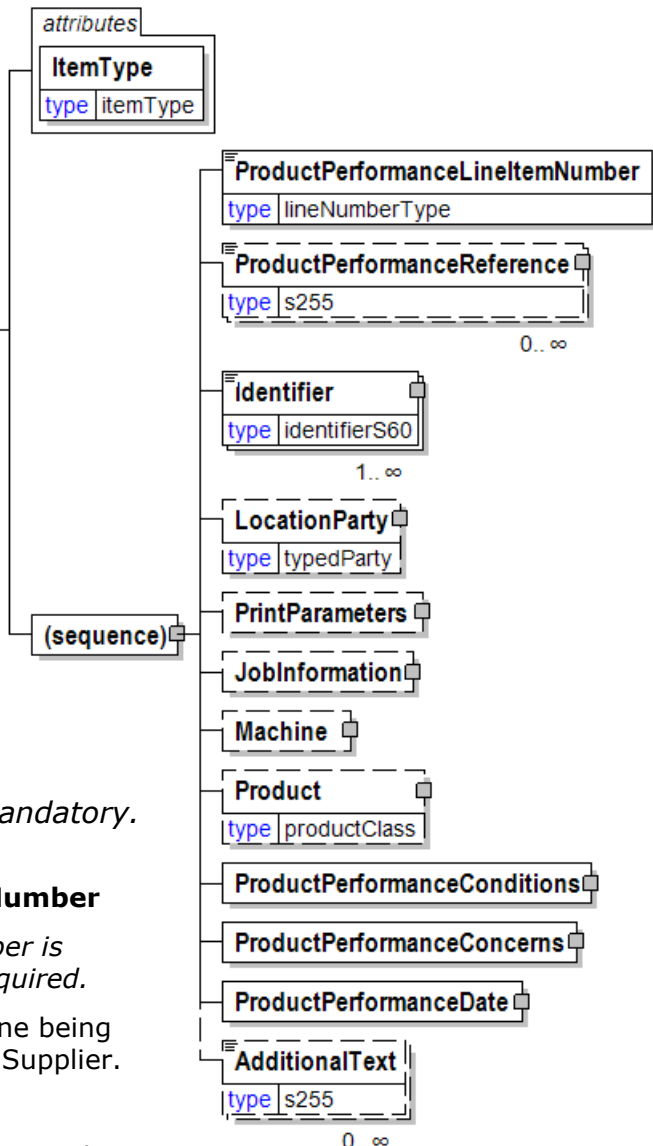 attributes
ItemType
type itemType
ProductPerformanceLineItemNumber
type lineNumberType
ProductPerformanceReference
type s255
0.. ∞
Identifier
type identifierS60
1.. ∞
LocationParty
type typedParty
PrintParameters
(sequence)
JobInformation
Machine
Product
type productClass
andatory.
ProductPerformanceConditions
Number
ProductPerformanceConcerns
ber is
quired.
ProductPerformanceDate
ne being
Supplier.
AdditionalText
type s255
0.. ∞